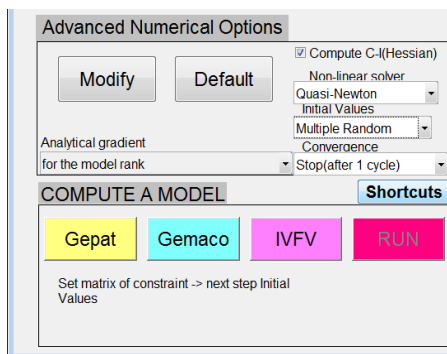 Advanced Numerical Options
Compute C-I(Hessian)
Modify
Default
Non-linear solver
Quasi-Newton
Initial Values
Multiple Random
Analytical gradient
Convergence
for the model rank
Stop(after 1 cycle)
COMPUTE A MODEL
Shortcuts
Gepat
Gemaco
IVFV
RUN
Set matrix of constraint -> next step Initial
Values